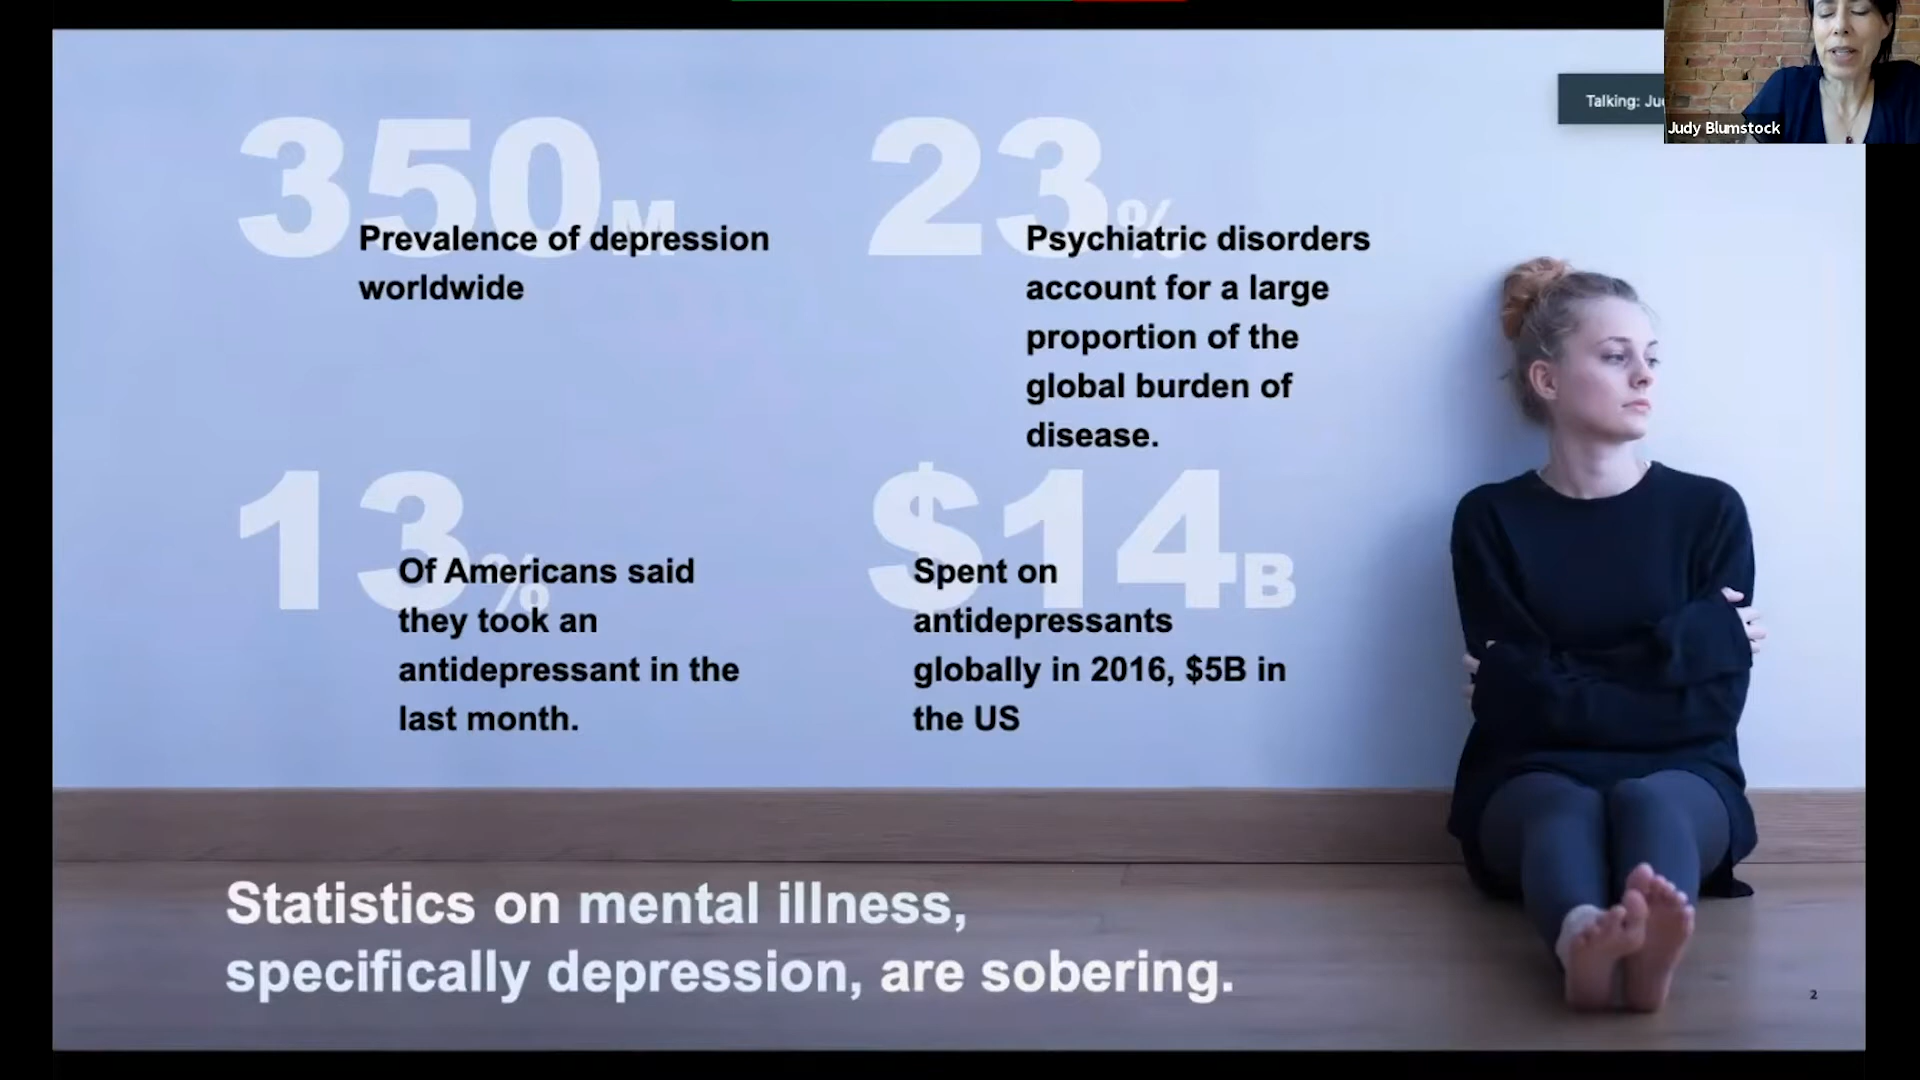 Talking:
Judy Blumstock
350M
Prevalence of depression
worldwide
23%
Psychiatric disorders
account for a large
proportion of the
global burden of
disease.
13%
Of Americans said
they took an
antidepressant in the
last month.
$14B
Spent on
antidepressants
globally in 2016, $5B in
the US
Statistics on mental illness,
specifically depression, are sobering.
2